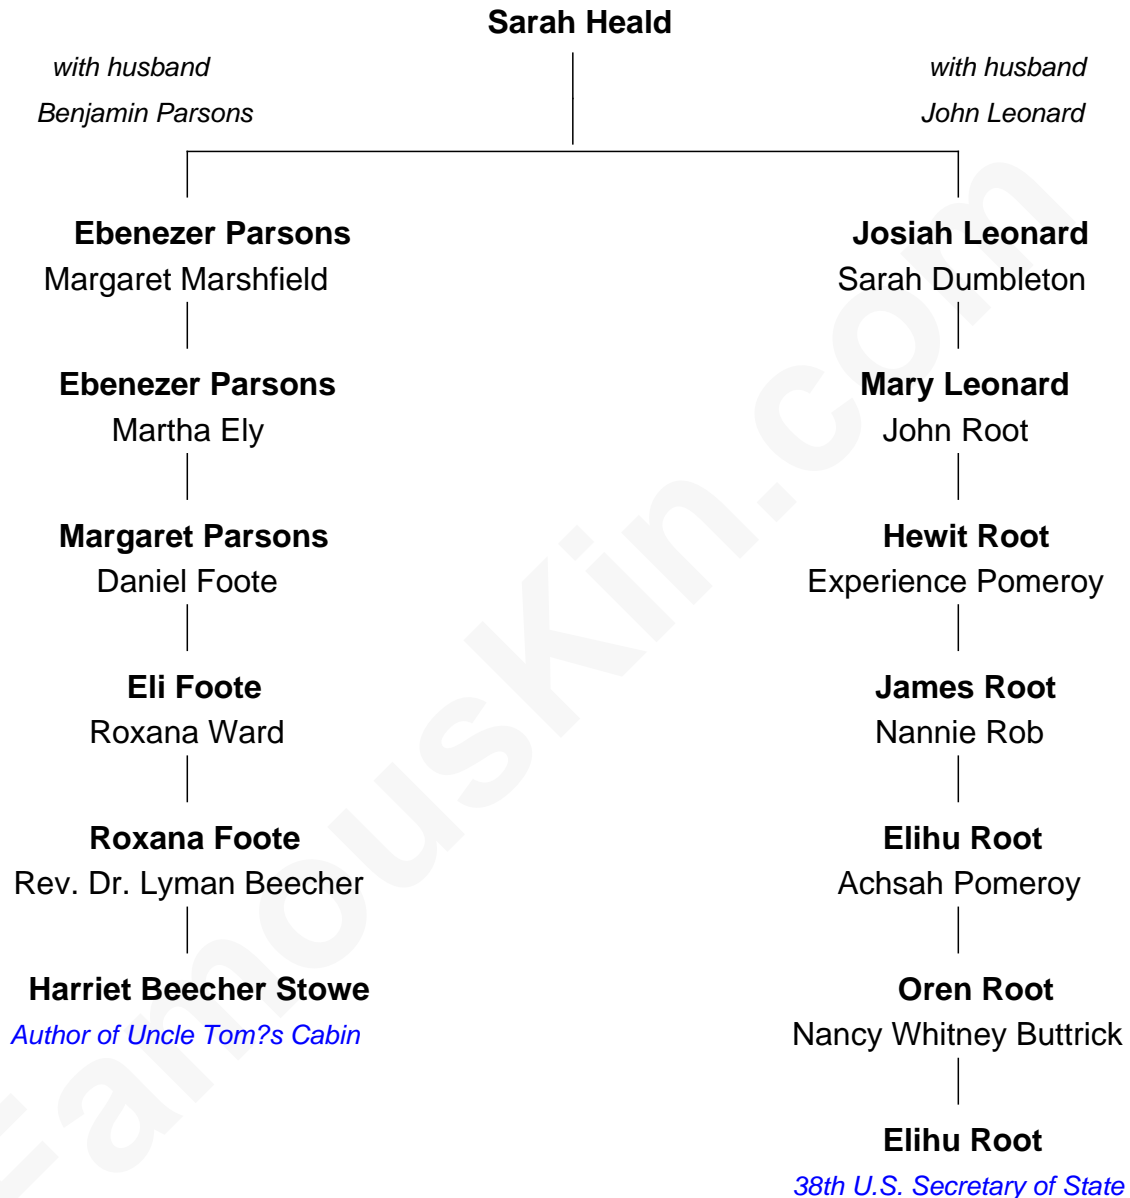 Sarah Heald
with husband
Benjamin Parsons
with husband
John Leonard
Ebenezer Parsons
Margaret Marshfield
Ebenezer Parsons
Martha Ely
Margaret Parsons
Daniel Foote
Eli Foote
Roxana Ward
Roxana Foote
Rev. Dr. Lyman Beecher
Harriet Beecher Stowe
Author of Uncle Tom?s Cabin
Josiah Leonard
Sarah Dumbleton
Mary Leonard
John Root
Hewit Root
Experience Pomeroy
James Root
Nannie Rob
Elihu Root
Achsah Pomeroy
Oren Root
Nancy Whitney Buttrick
Elihu Root
38th U.S. Secretary of State
FamousKin.com